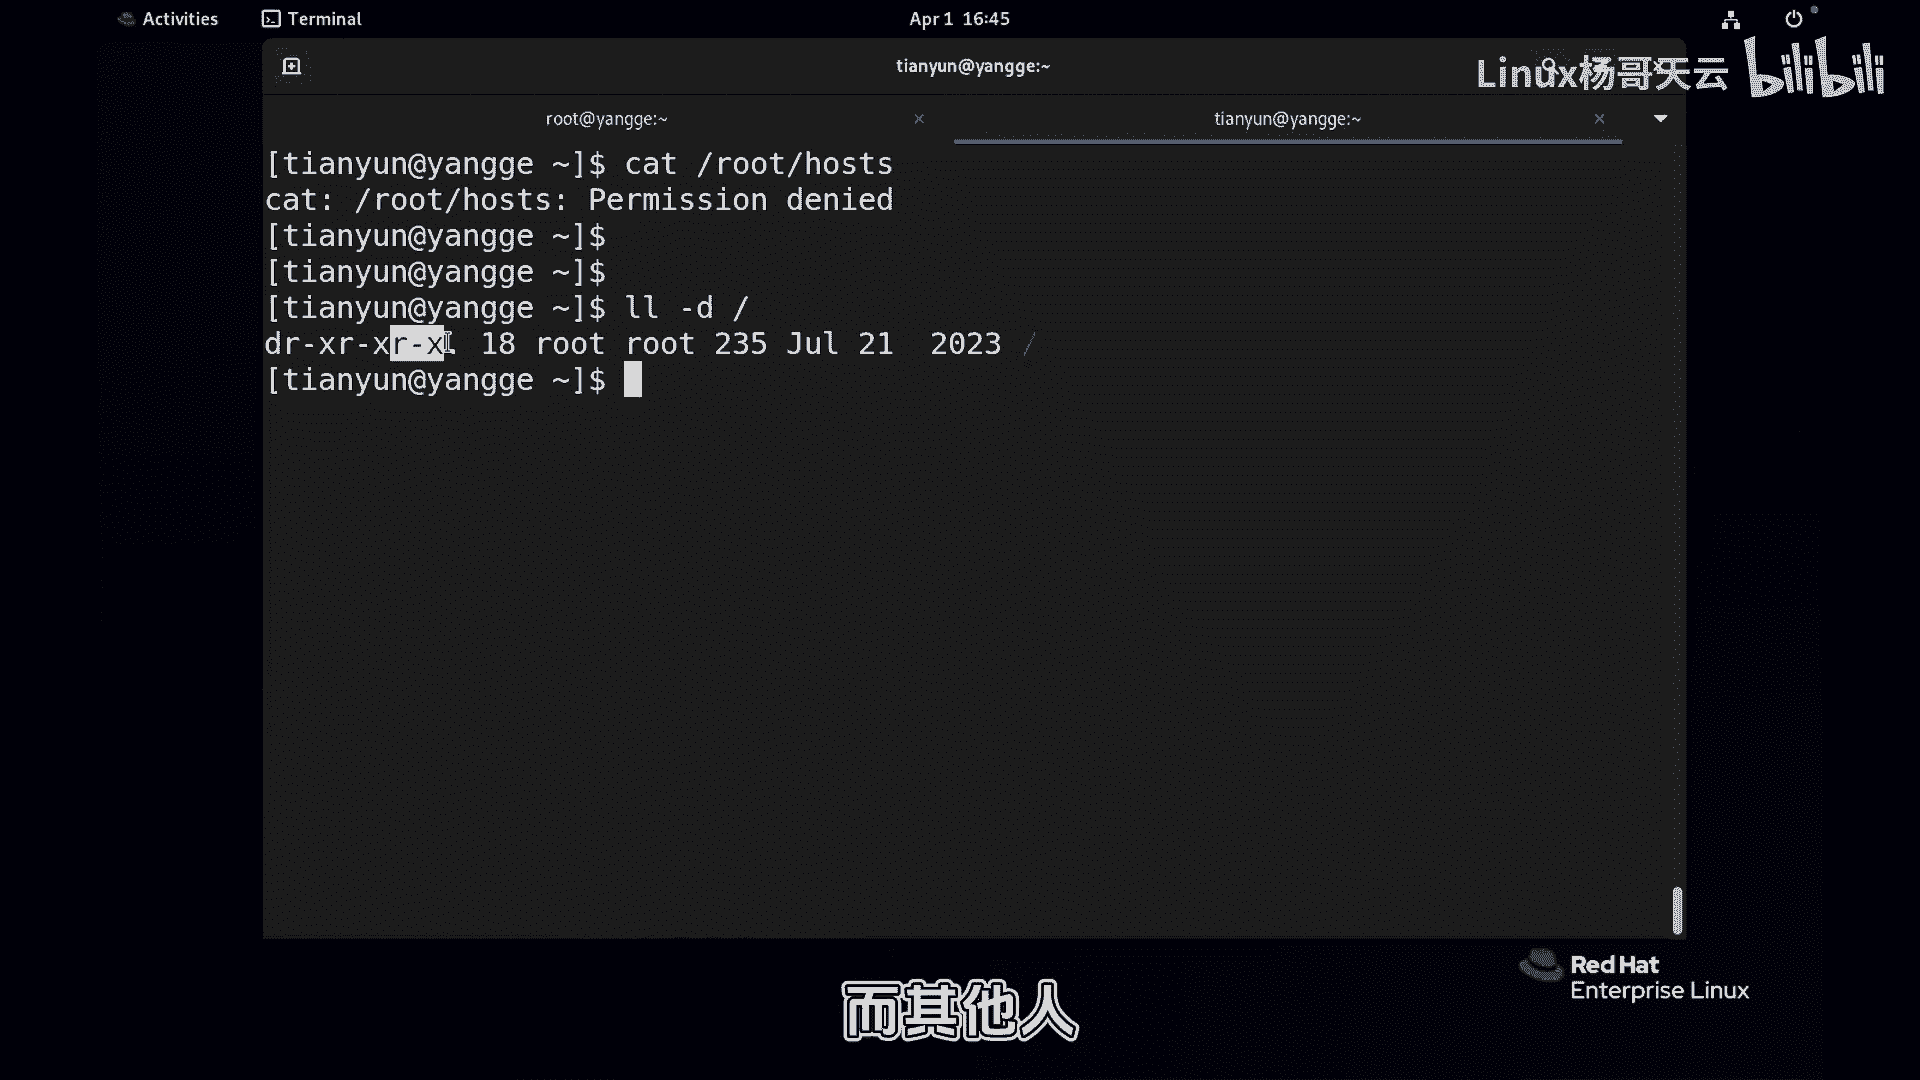 Activities
Terminal
Apr 1 16:45
tianyun@yangge:~
Linux杨哥天云 bilibili
root@yangge:~
tianyun@yangge:~
[tianyun@yangge ~]$ cat /root/hosts
cat: /root/hosts: Permission denied
[tianyun@yangge ~]$
[tianyun@yangge ~]$
[tianyun@yangge ~]$ ll -d /
dr-xr-xr-x. 18 root root 235 Jul 21  2023 /
[tianyun@yangge ~]$
Red Hat
Enterprise Linux
而其他人